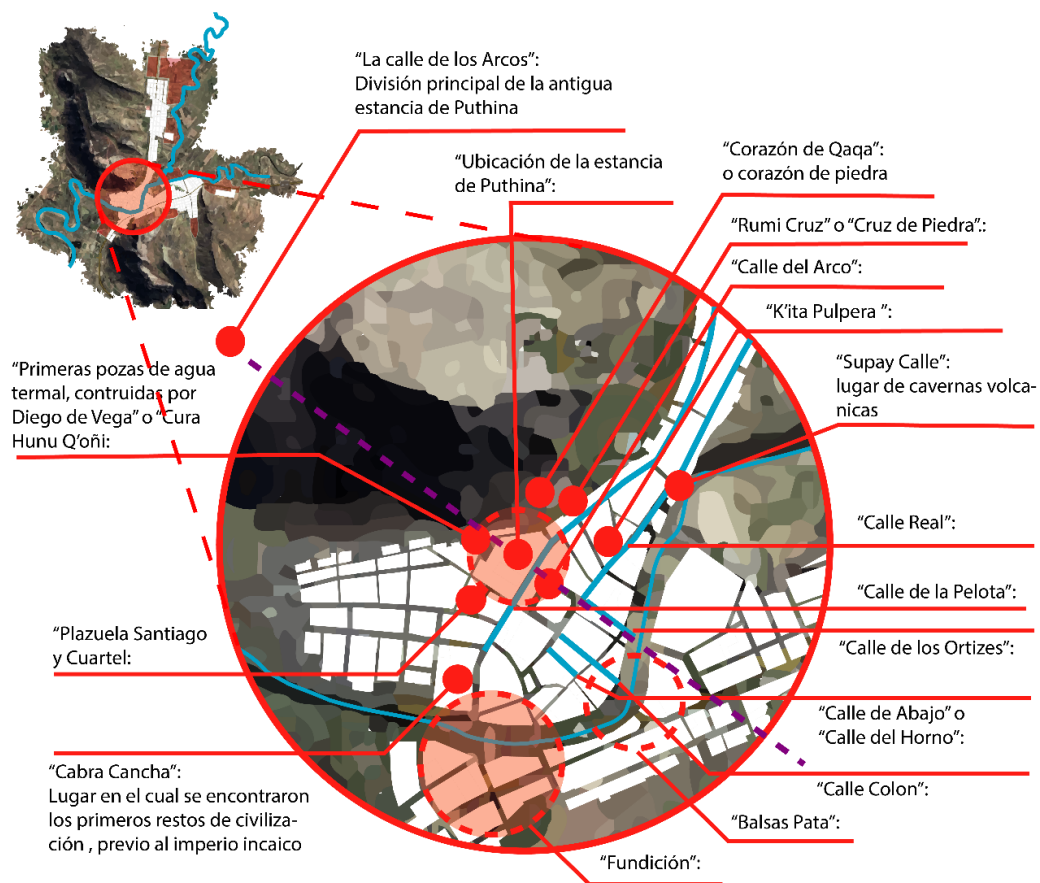 “La calle de los Arcos”:
División principal de la antigua
estancia de Puthina
“Ubicación de la estancia
de Puthina”:
“Corazón de Qaqa”:
o corazón de piedra
“Rumi Cruz” o “Cruz de Piedra”.:
“Calle del Arco”:
“K’ita Pulpera ”:
“Supay Calle”:
lugar de cavernas volca-
nicas
“Primeras pozas de agua
termal, contruidas por
Diego de Vega” o “Cura
Hunu Q’oñi:
“Calle Real”:
“Calle de la Pelota”:
“Plazuela Santiago
y Cuartel:
“Calle de los Ortizes”:
“Calle de Abajo” o
“Calle del Horno”:
“Cabra Cancha”:
Lugar en el cual se encontraron
los primeros restos de civiliza-
ción , previo al imperio incaico
“Calle Colon”:
“Balsas Pata”:
“Fundición”: